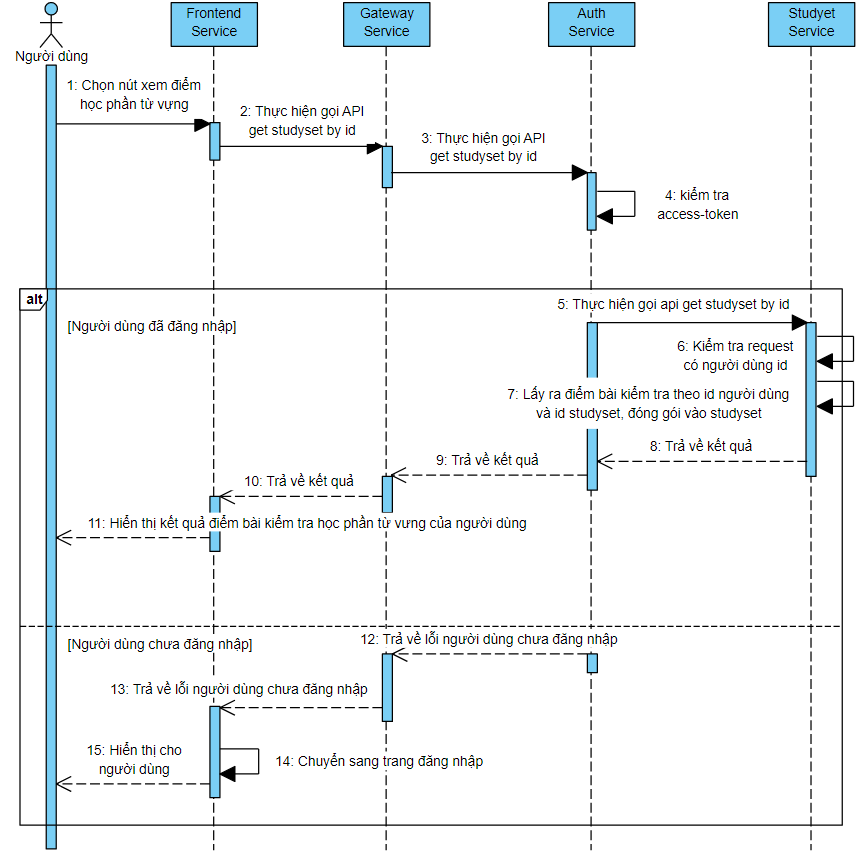 Người dùng
Frontend
Service
Gateway
Service
Auth
Service
Studyet
Service
1: Chọn nút xem điểm
học phần từ vựng
2: Thực hiện gọi API
get studyset by id
3: Thực hiện gọi API
get studyset by id
4: kiểm tra
access-token
alt
[Người dùng đã đăng nhập]
5: Thực hiện gọi api get studyset by id
6: Kiểm tra request
có người dùng id
7: Lấy ra điểm bài kiểm tra theo id người dùng
và id studyset, đóng gói vào studyset
8: Trả về kết quả
9: Trả về kết quả
10: Trả về kết quả
11: Hiển thị kết quả điểm bài kiểm tra học phần từ vưng của người dùng
[Người dùng chưa đăng nhập]
12: Trả về lỗi người dùng chưa đăng nhập
13: Trả về lỗi người dùng chưa đăng nhập
14: Chuyển sang trang đăng nhập
15: Hiển thị cho
người dùng